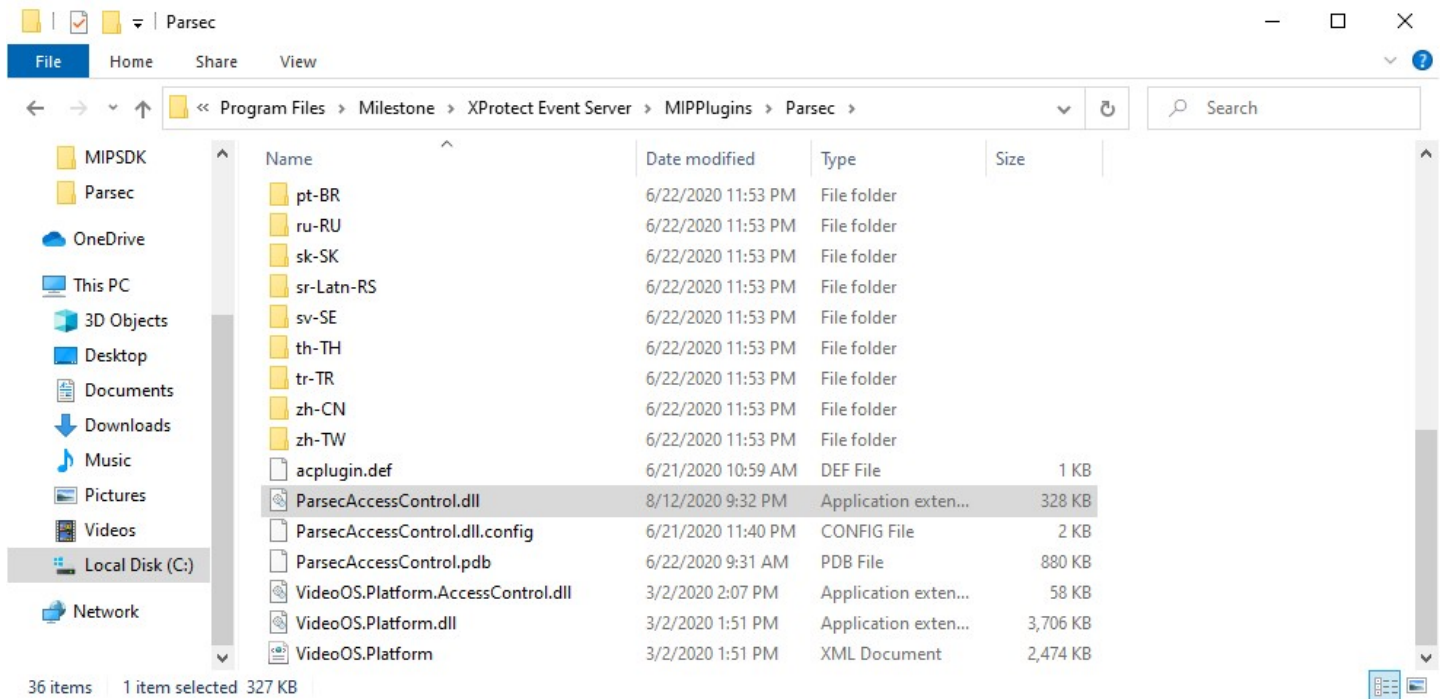 Parsec
File Home Share View
« Program Files > Milestone > XProtect Event Server > MIPPlugins > Parsec > Search
MIPSDK
Parsec
OneDrive
This PC
3D Objects
Desktop
Documents
Downloads
Music
Pictures
Videos
Local Disk (C:)
Network
Name Date modified Type Size
pt-BR 6/22/2020 11:53 PM File folder
ru-RU 6/22/2020 11:53 PM File folder
sk-SK 6/22/2020 11:53 PM File folder
sr-Latn-RS 6/22/2020 11:53 PM File folder
sv-SE 6/22/2020 11:53 PM File folder
th-TH 6/22/2020 11:53 PM File folder
tr-TR 6/22/2020 11:53 PM File folder
zh-CN 6/22/2020 11:53 PM File folder
zh-TW 6/22/2020 11:53 PM File folder
acplugin.def 6/21/2020 10:59 AM DEF File 1 KB
ParsecAccessControl.dll 8/12/2020 9:32 PM Application exten... 328 KB
ParsecAccessControl.dll.config 6/21/2020 11:40 PM CONFIG File 2 KB
ParsecAccessControl.pdb 6/22/2020 9:31 AM PDB File 880 KB
VideoOS.Platform.AccessControl.dll 3/2/2020 2:07 PM Application exten... 58 KB
VideoOS.Platform.dll 3/2/2020 1:51 PM Application exten... 3,706 KB
VideoOS.Platform 3/2/2020 1:51 PM XML Document 2,474 KB
36 items 1 item selected 327 KB